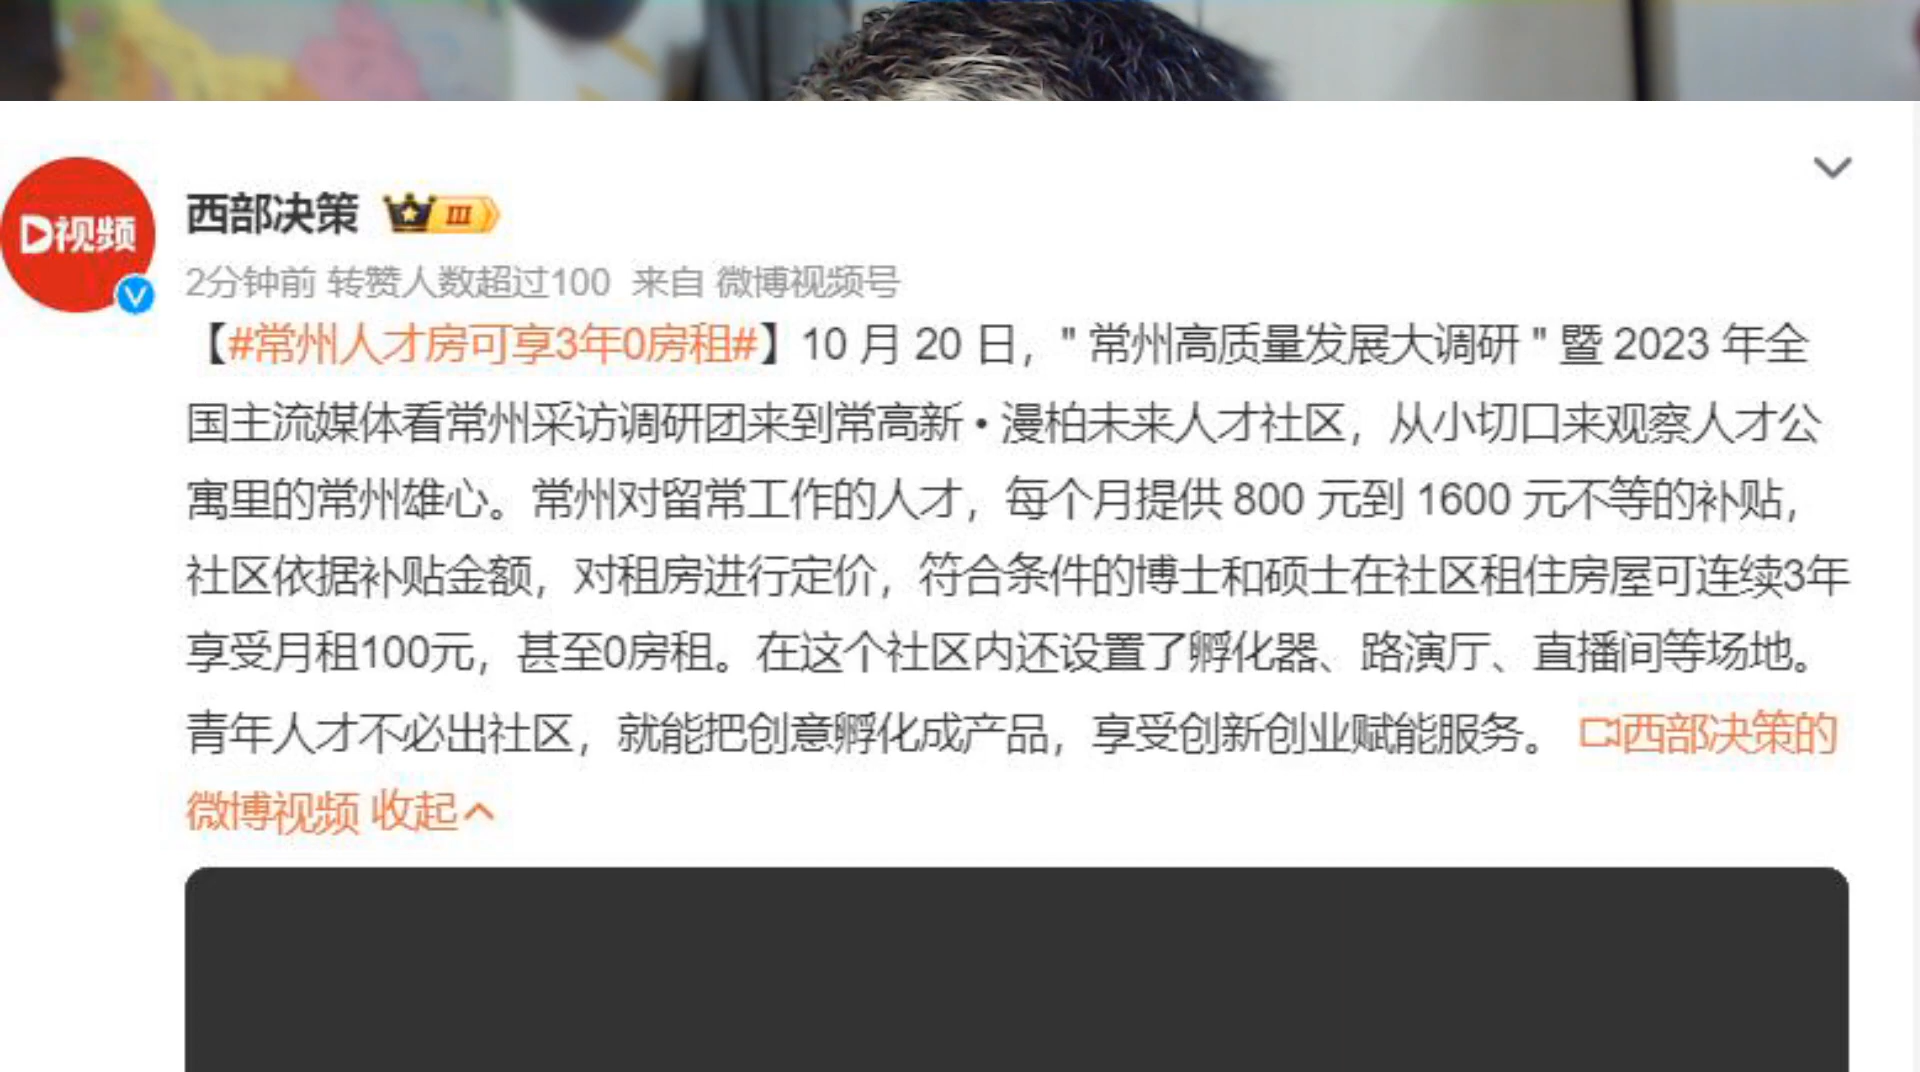 D视频
西部决策 III
2分钟前 转赞人数超过100 来自 微博视频号
【#常州人才房可享3年0房租#】10 月 20 日，" 常州高质量发展大调研 " 暨 2023 年全
国主流媒体看常州采访调研团来到常高新•漫柏未来人才社区，从小切口来观察人才公
寓里的常州雄心。常州对留常工作的人才，每个月提供 800 元到 1600 元不等的补贴，
社区依据补贴金额，对租房进行定价，符合条件的博士和硕士在社区租住房屋可连续3年
享受月租100元，甚至0房租。在这个社区内还设置了孵化器、路演厅、直播间等场地。
青年人才不必出社区，就能把创意孵化成产品，享受创新创业赋能服务。 西部决策的
微博视频 收起